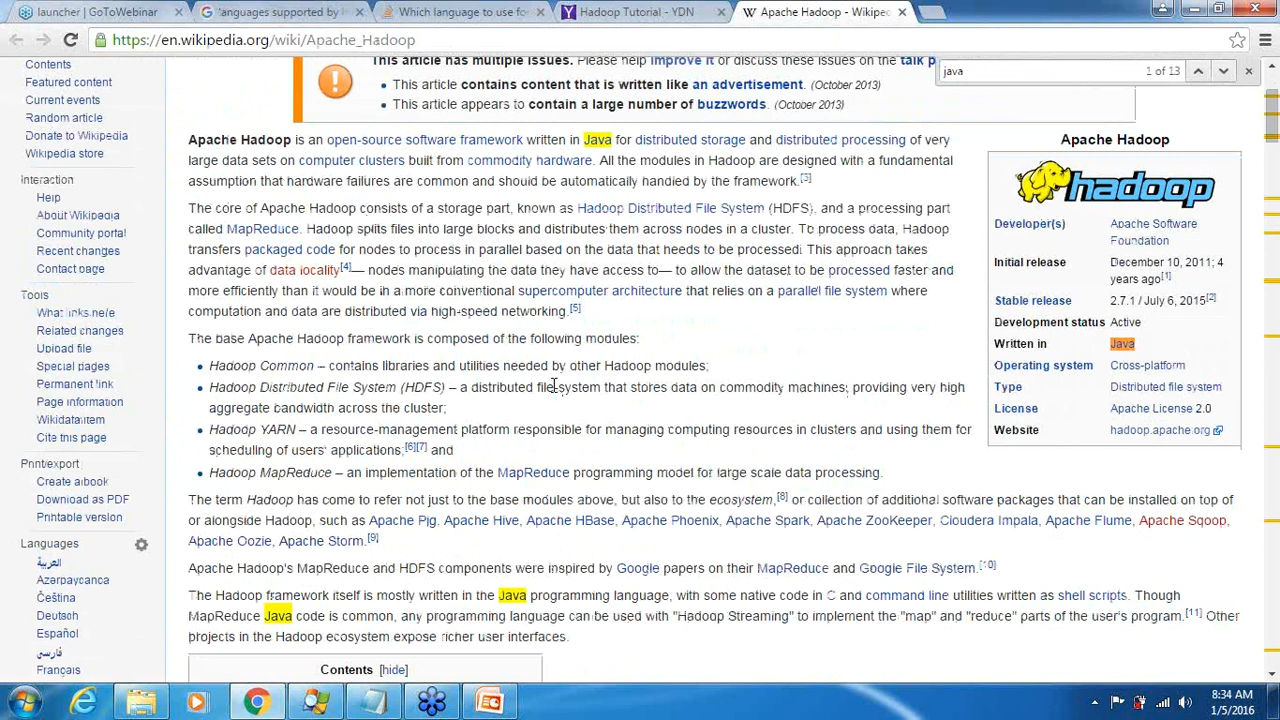 launcher | GoToWebinar
languages supported by H
Which language to use for
Hadoop Tutorial - YDN
Apache Hadoop - Wikiped
https://en.wikipedia.org/wiki/Apache_Hadoop
java
1 of 13
Contents
Featured content
Current events
Random article
Donate to Wikipedia
Wikipedia store
Interaction
Help
About Wikipedia
Community portal
Recent changes
Contact page
Tools
What links here
Related changes
Upload file
Special pages
Permanent link
Page information
Wikidata item
Cite this page
Print/export
Create a book
Download as PDF
Printable version
Languages
العربية
Azərbaycanca
Čeština
Deutsch
Español
فارسی
Français
This article has multiple issues. Please help improve it or discuss these issues on the talk p
This article contains content that is written like an advertisement. (October 2013)
This article appears to contain a large number of buzzwords. (October 2013)
Apache Hadoop is an open-source software framework written in Java for distributed storage and distributed processing of very
large data sets on computer clusters built from commodity hardware. All the modules in Hadoop are designed with a fundamental
assumption that hardware failures are common and should be automatically handled by the framework.[3]
The core of Apache Hadoop consists of a storage part, known as Hadoop Distributed File System (HDFS), and a processing part
called MapReduce. Hadoop splits files into large blocks and distributes them across nodes in a cluster. To process data, Hadoop
transfers packaged code for nodes to process in parallel based on the data that needs to be processed. This approach takes
advantage of data locality[4]— nodes manipulating the data they have access to— to allow the dataset to be processed faster and
more efficiently than it would be in a more conventional supercomputer architecture that relies on a parallel file system where
computation and data are distributed via high-speed networking.[5]
The base Apache Hadoop framework is composed of the following modules:
Hadoop Common – contains libraries and utilities needed by other Hadoop modules;
Hadoop Distributed File System (HDFS) – a distributed file-system that stores data on commodity machines, providing very high
aggregate bandwidth across the cluster;
Hadoop YARN – a resource-management platform responsible for managing computing resources in clusters and using them for
scheduling of users' applications;[6][7] and
Hadoop MapReduce – an implementation of the MapReduce programming model for large scale data processing.
The term Hadoop has come to refer not just to the base modules above, but also to the ecosystem,[8] or collection of additional software packages that can be installed on top of
or alongside Hadoop, such as Apache Pig, Apache Hive, Apache HBase, Apache Phoenix, Apache Spark, Apache ZooKeeper, Cloudera Impala, Apache Flume, Apache Sqoop,
Apache Oozie, Apache Storm.[9]
Apache Hadoop's MapReduce and HDFS components were inspired by Google papers on their MapReduce and Google File System.[10]
The Hadoop framework itself is mostly written in the Java programming language, with some native code in C and command line utilities written as shell scripts. Though
MapReduce Java code is common, any programming language can be used with "Hadoop Streaming" to implement the "map" and "reduce" parts of the user's program.[11] Other
projects in the Hadoop ecosystem expose richer user interfaces.
Contents [hide]
Apache Hadoop
hadoop
Developer(s) Apache Software
Foundation
Initial release December 10, 2011; 4
years ago[1]
Stable release 2.7.1 / July 6, 2015[2]
Development status Active
Written in Java
Operating system Cross-platform
Type Distributed file system
License Apache License 2.0
Website hadoop.apache.org
8:34 AM
1/5/2016